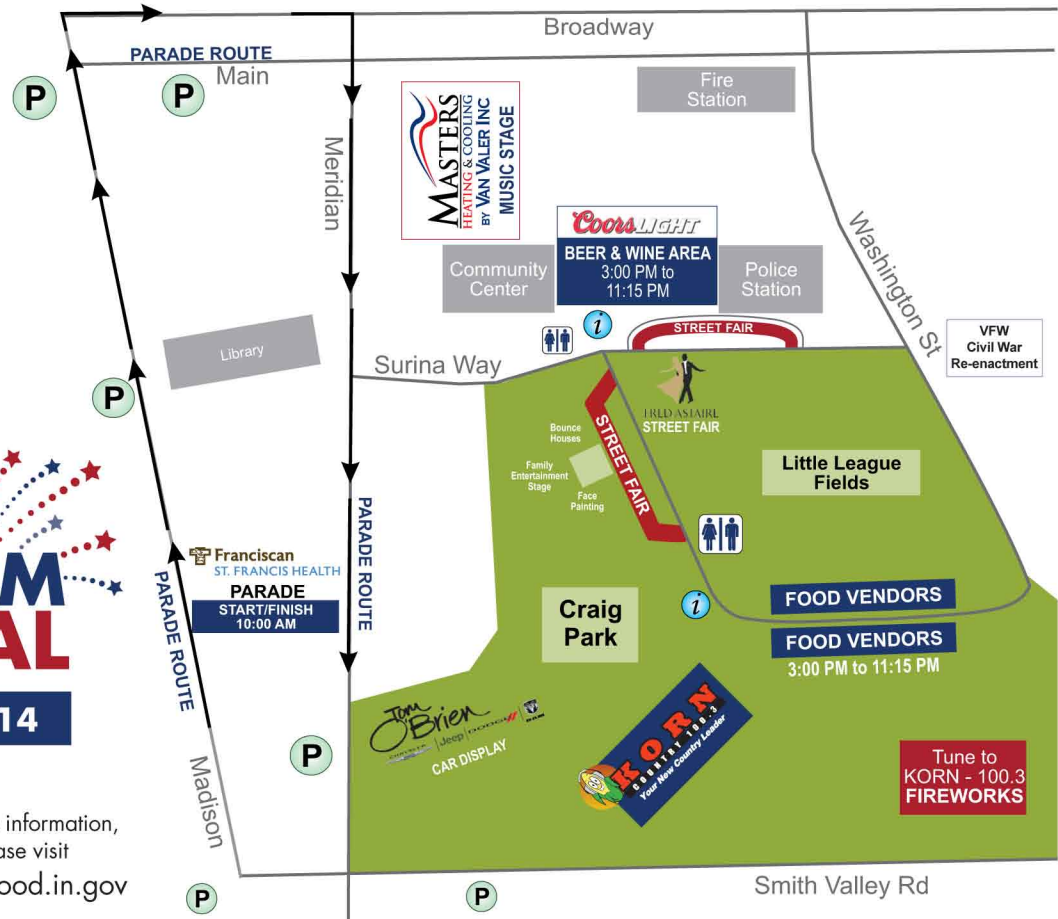 Broadway
PARADE ROUTE
Main
P
P
Fire
Station
MASTERS
HEATING & COOLING
BY VAN VALER INC
MUSIC STAGE
Meridian
Coors LIGHT
BEER & WINE AREA
3:00 PM to
11:15 PM
Community
Center
Police
Station
Washington St
i
STREET FAIR
VFW
Civil War
Re-enactment
Library
Surina Way
P
FRED ASTAIRE
STREET FAIR
Bounce
Houses
Family
Entertainment
Stage
Face
Painting
STREET FAIR
Little League
Fields
Franciscan
ST. FRANCIS HEALTH
PARADE
START/FINISH
10:00 AM
PARADE ROUTE
PARADE ROUTE
M
AL
14
Craig
Park
i
FOOD VENDORS
FOOD VENDORS
3:00 PM to 11:15 PM
Tom
O'Brien
Jeep DODGE RAM
CAR DISPLAY
KORN
COUNTRY 100.3
Your New Country Leader
Tune to
KORN - 100.3
FIREWORKS
P
Madison
information,
ase visit
ood.in.gov
P
P
Smith Valley Rd